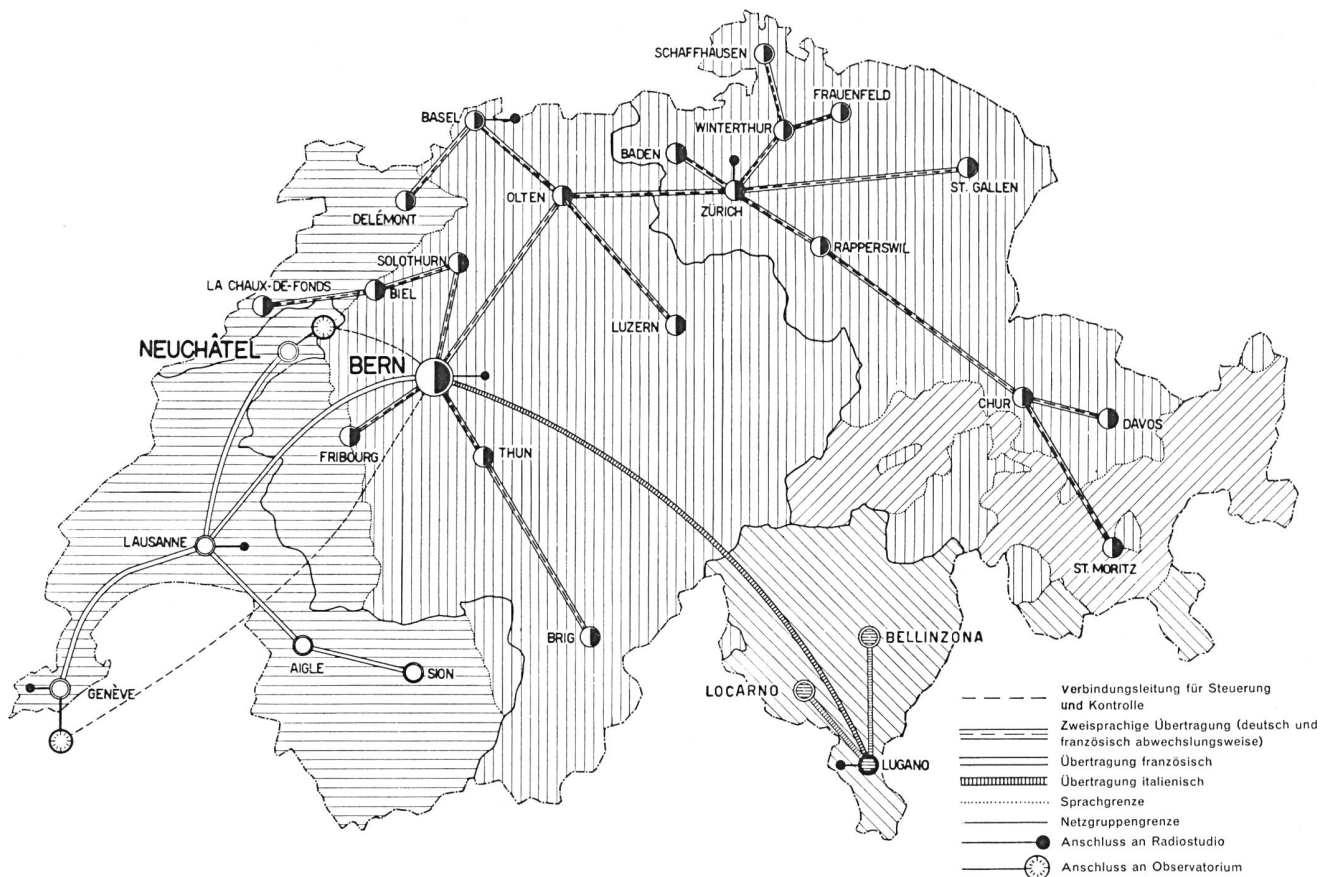 SCHAFFHAUSEN
FRAUENFELD
BASEL
WINTERTHUR
BADEN
ST. GALLEN
DELÉMONT
OLTEN
ZÜRICH
RAPPERSWIL
SOLOTHURN
LA CHAUX-DE-FONDS
BIEL
LUZERN
NEUCHÂTEL
BERN
CHUR
DAVOS
FRIBOURG
THUN
LAUSANNE
ST. MORITZ
BRIG
BELLINZONA
AIGLE
SION
GENÈVE
LOCARNO
LUGANO
Verbindungsleitung für Steuerung
und Kontrolle
Zweisprachige Übertragung (deutsch und
französisch abwechslungsweise)
Übertragung französisch
Übertragung italienisch
Sprachgrenze
Netzgruppengrenze
Anschluss an Radiostudio
Anschluss an Observatorium